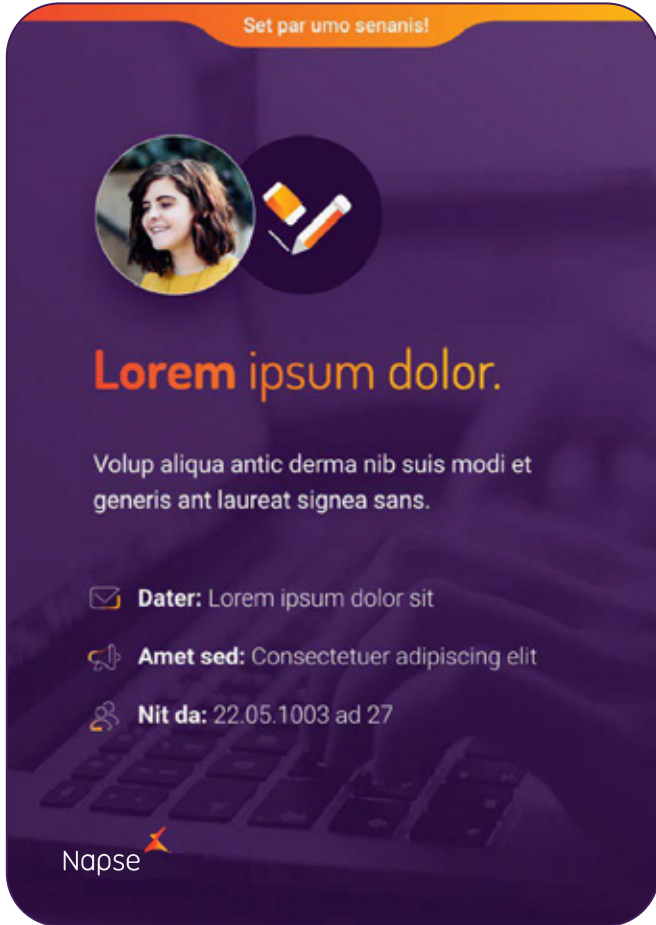 Set par umo senanis!
Lorem ipsum dolor.
Volup aliqua antic derma nib suis modi et
generis ant laureat signea sans.
Dater: Lorem ipsum dolor sit
Amet sed: Consectetuer adipiscing elit
Nit da: 22.05.1003 ad 27
Napse